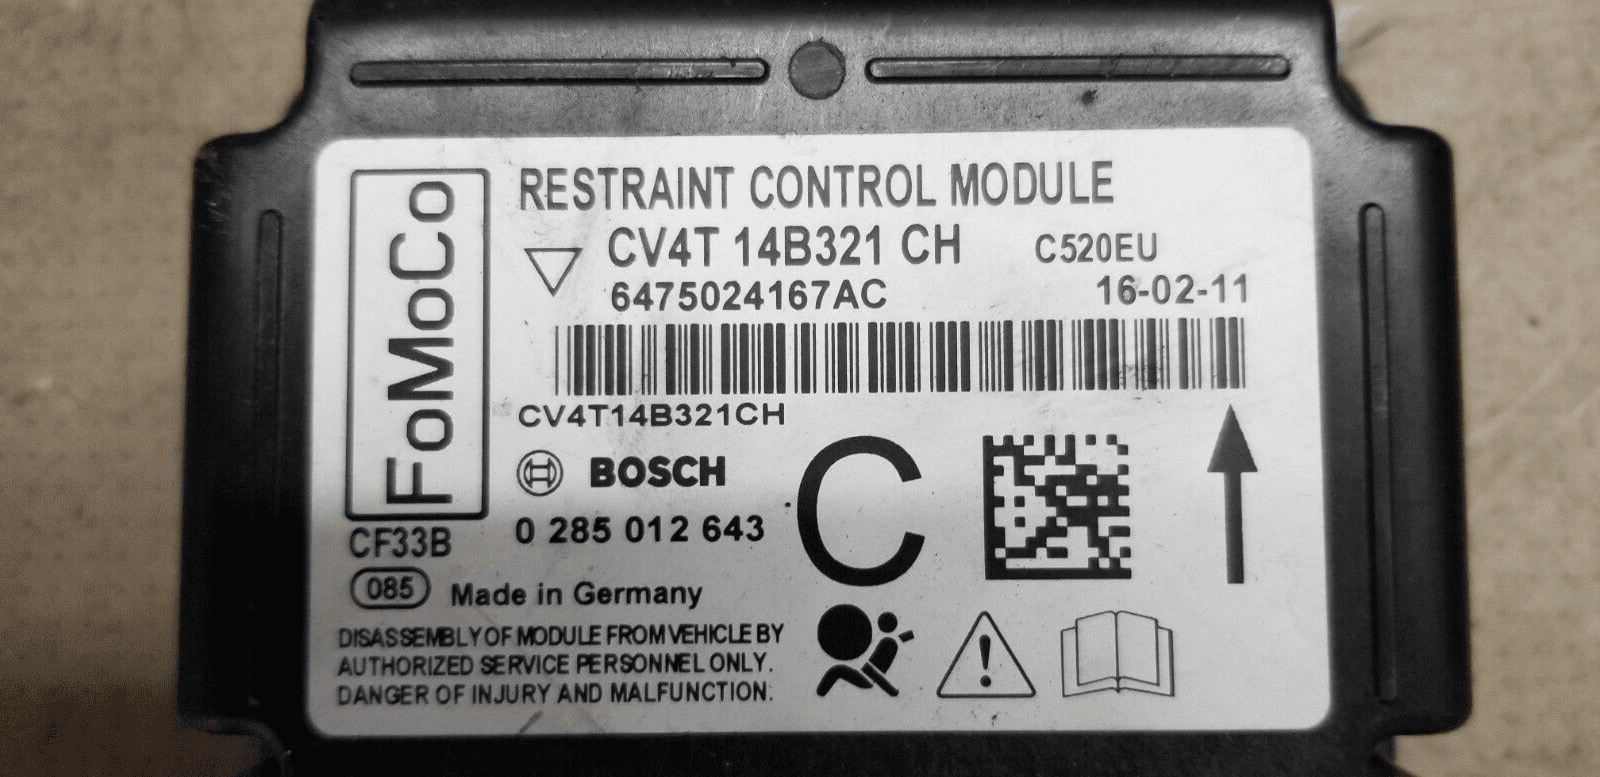 FoMoCo
RESTRAINT CONTROL MODULE
CV4T 14B321 CH C520EU
6475024167AC 16-02-11
CV4T14B321CH
BOSCH
C
0 285 012 643
CF33B
085 Made in Germany
DISASSEMBLY OF MODULE FROM VEHICLE BY
AUTHORIZED SERVICE PERSONNEL ONLY.
DANGER OF INJURY AND MALFUNCTION.